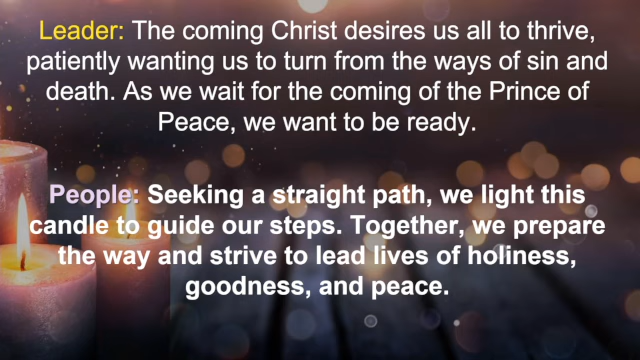 Leader: The coming Christ desires us all to thrive,
patiently wanting us to turn from the ways of sin and
death. As we wait for the coming of the Prince of
Peace, we want to be ready.
People: Seeking a straight path, we light this
candle to guide our steps. Together, we prepare
the way and strive to lead lives of holiness,
goodness, and peace.